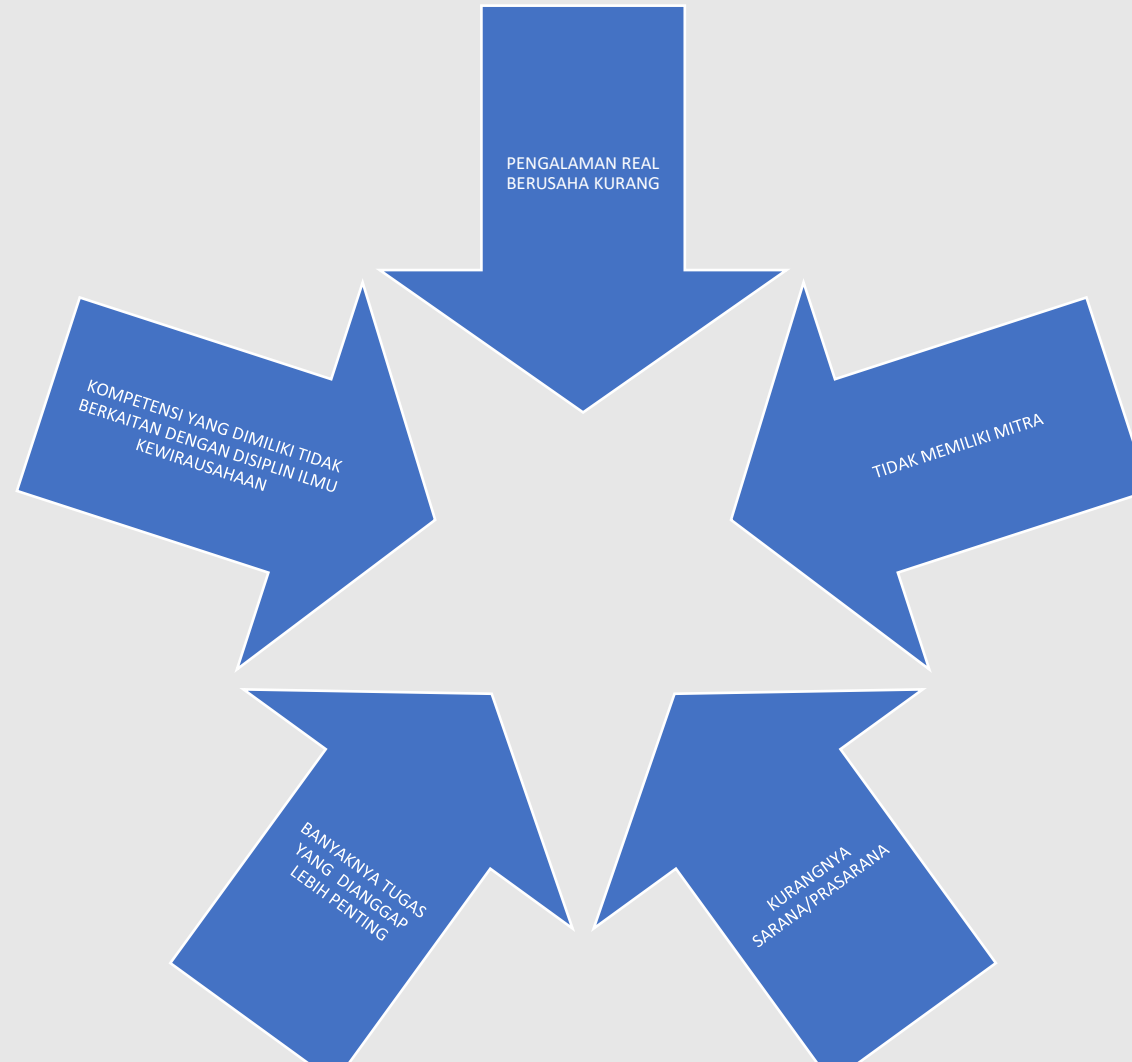 PENGALAMAN REAL
BERUSAHA KURANG
TIDAK MEMILIKI MITRA
KURANGNYA
SARANA/PRASARANA
BANYAKNYA TUGAS
YANG DIANGGAP
LEBIH PENTING
KOMPETENSI YANG DIMILIKI TIDAK
BERKAITAN DENGAN DISIPLIN ILMU
KEWIRAUSAHAAN